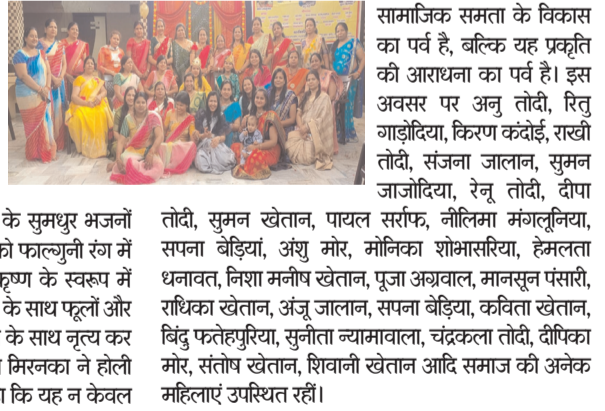 के सुमधुर भजनों
को फाल्गुनी रंग में
कृष्ण के स्वरूप में
के साथ फूलों और
के साथ नृत्य कर
मिरनका ने होली
कि यह न केवल
सामाजिक समता के विकास
का पर्व है, बल्कि यह प्रकृति
की आराधना का पर्व है। इस
अवसर पर अनु तोदी, रितु
गाड़ोदिया, किरण कंदोई, राखी
तोदी, संजना जालान, सुमन
जाजोदिया, रेनू तोदी, दीपा
तोदी, सुमन खेतान, पायल सर्राफ, नीलिमा मंगलूनिया,
सपना बेड़ियां, अंशु मोर, मोनिका शोभासरिया, हेमलता
धनावत, निशा मनीष खेतान, पूजा अग्रवाल, मानसून पंसारी,
राधिका खेतान, अंजू जालान, सपना बेड़िया, कविता खेतान,
बिंदु फतेहपुरिया, सुनीता न्यामावाला, चंद्रकला तोदी, दीपिका
मोर, संतोष खेतान, शिवानी खेतान आदि समाज की अनेक
महिलाएं उपस्थित रहीं।